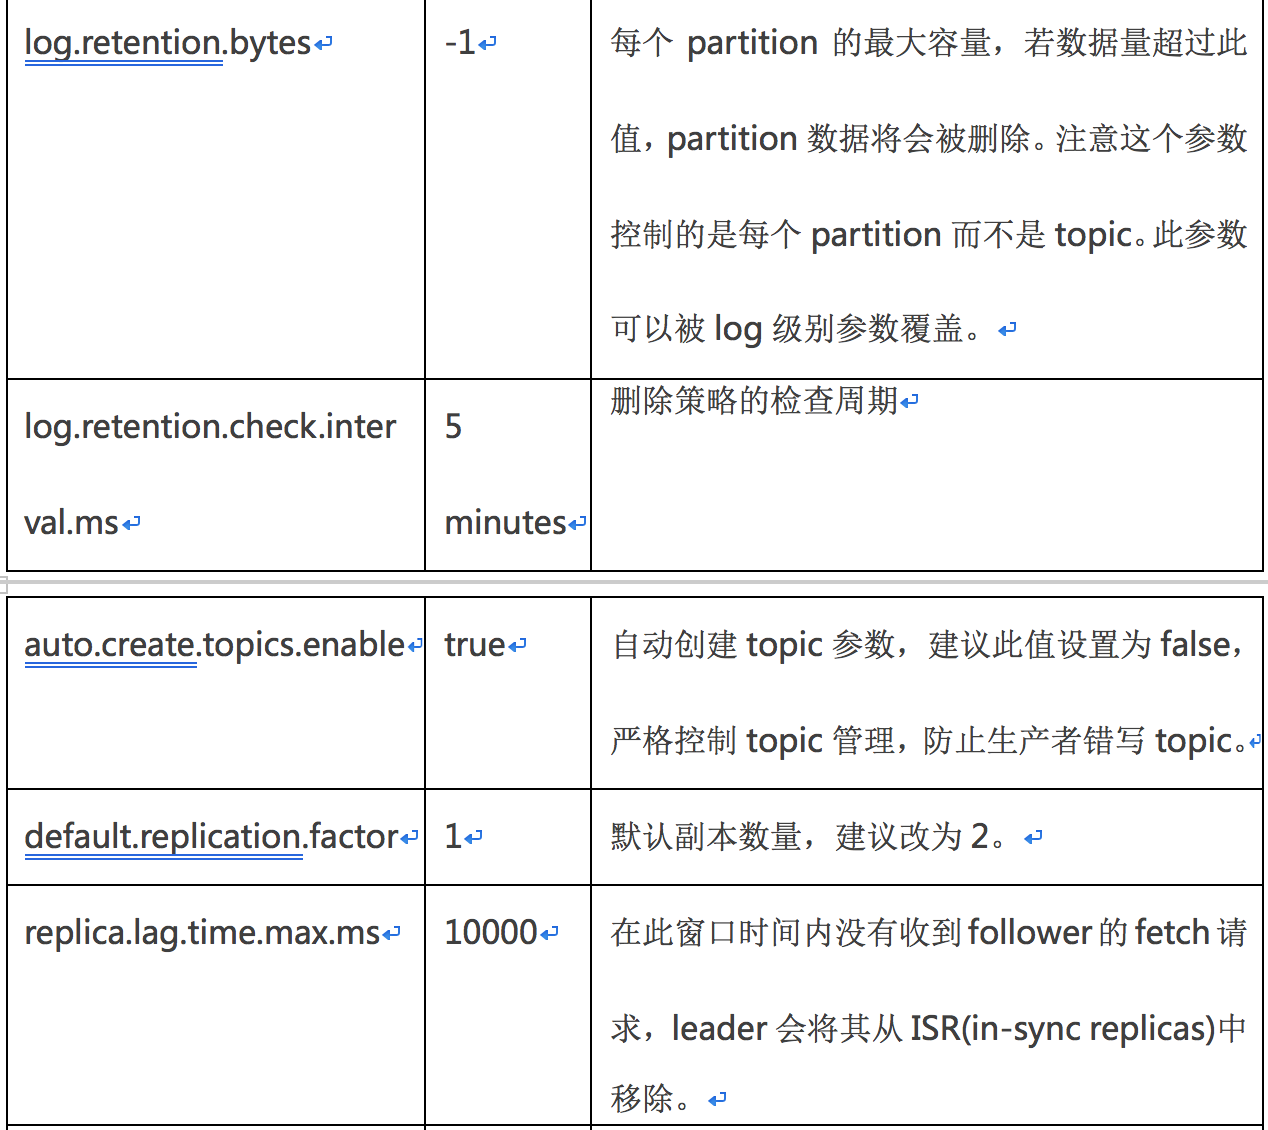 log.retention.bytes
-1
每个 partition 的最大容量，若数据量超过此
值，partition 数据将会被删除。注意这个参数
控制的是每个 partition 而不是 topic。此参数
可以被 log 级别参数覆盖。
log.retention.check.inter
val.ms
5
minutes
删除策略的检查周期
auto.create.topics.enable
true
自动创建 topic 参数，建议此值设置为 false，
严格控制 topic 管理，防止生产者错写 topic。
default.replication.factor
1
默认副本数量，建议改为 2。
replica.lag.time.max.ms
10000
在此窗口时间内没有收到 follower 的 fetch 请
求，leader 会将其从 ISR(in-sync replicas)中
移除。